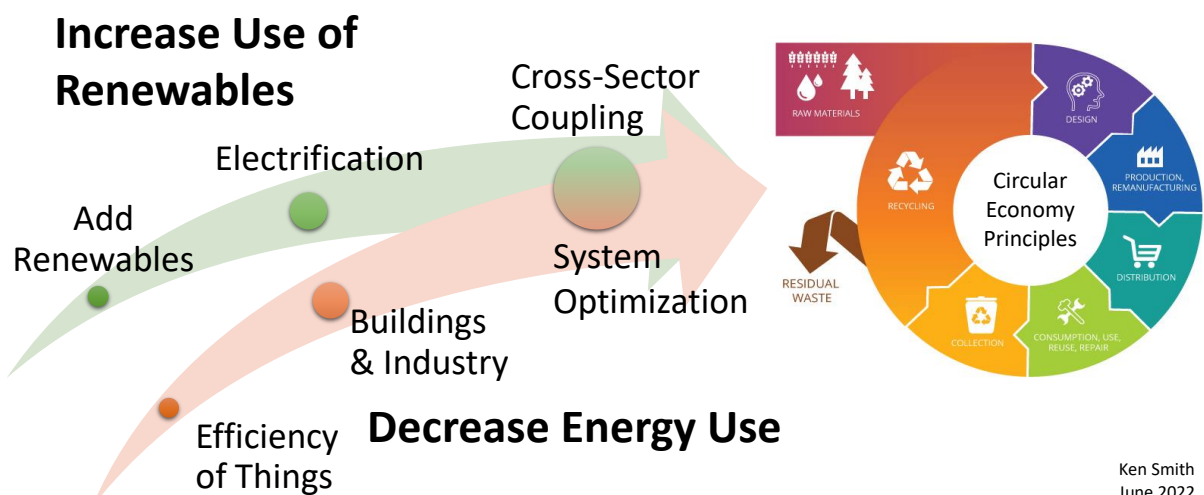 Increase Use of
Renewables
Cross-Sector
Coupling
Electrification
Add
Renewables
System
Optimization
Buildings
& Industry
Efficiency
of Things
Decrease Energy Use
RAW MATERIALS
DESIGN
PRODUCTION,
REMANUFACTURING
DISTRIBUTION
CONSUMPTION, USE,
REUSE, REPAIR
COLLECTION
RECYCLING
RESIDUAL
WASTE
Circular
Economy
Principles
Ken Smith
June 2022